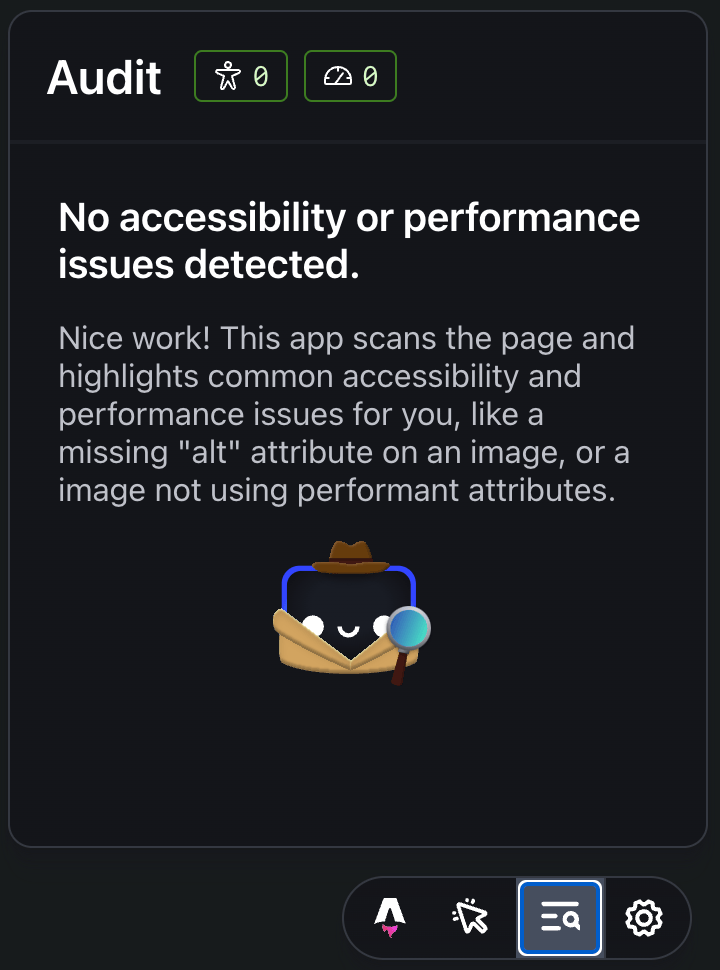 Audit 0 0
No accessibility or performance
issues detected.
Nice work! This app scans the page and
highlights common accessibility and
performance issues for you, like a
missing "alt" attribute on an image, or a
image not using performant attributes.